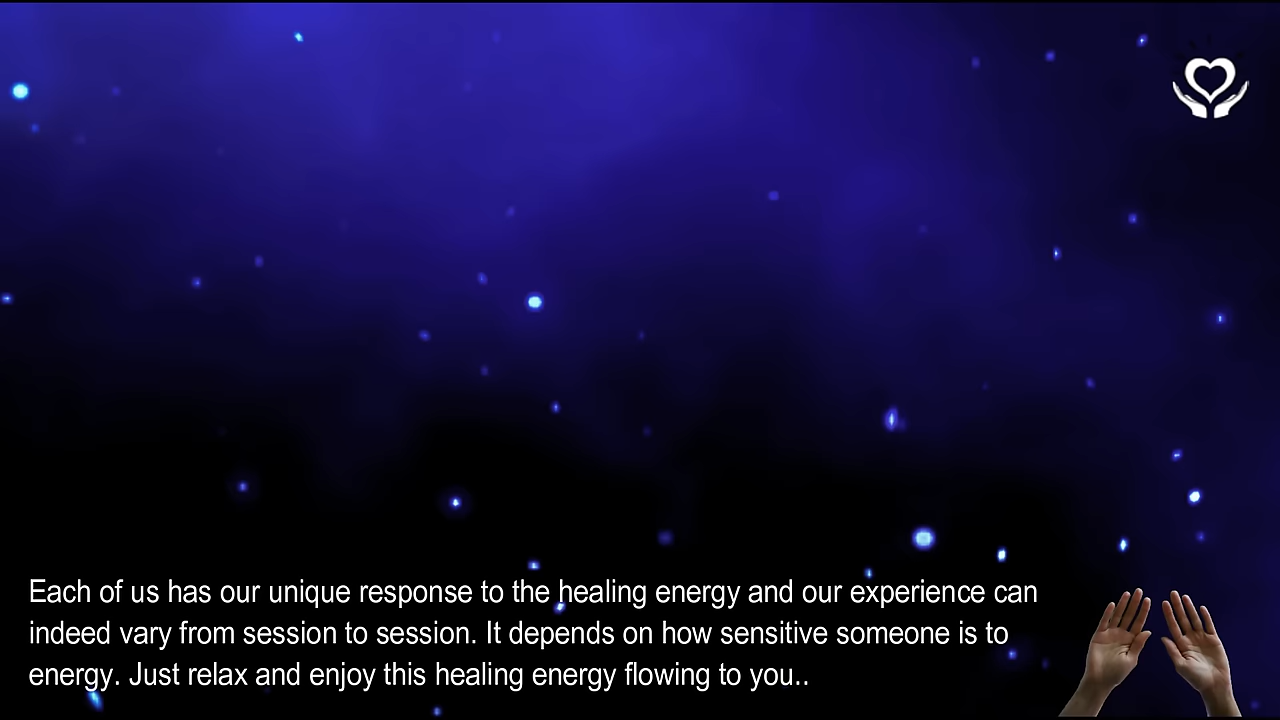 Each of us has our unique response to the healing energy and our experience can
indeed vary from session to session. It depends on how sensitive someone is to
energy. Just relax and enjoy this healing energy flowing to you..